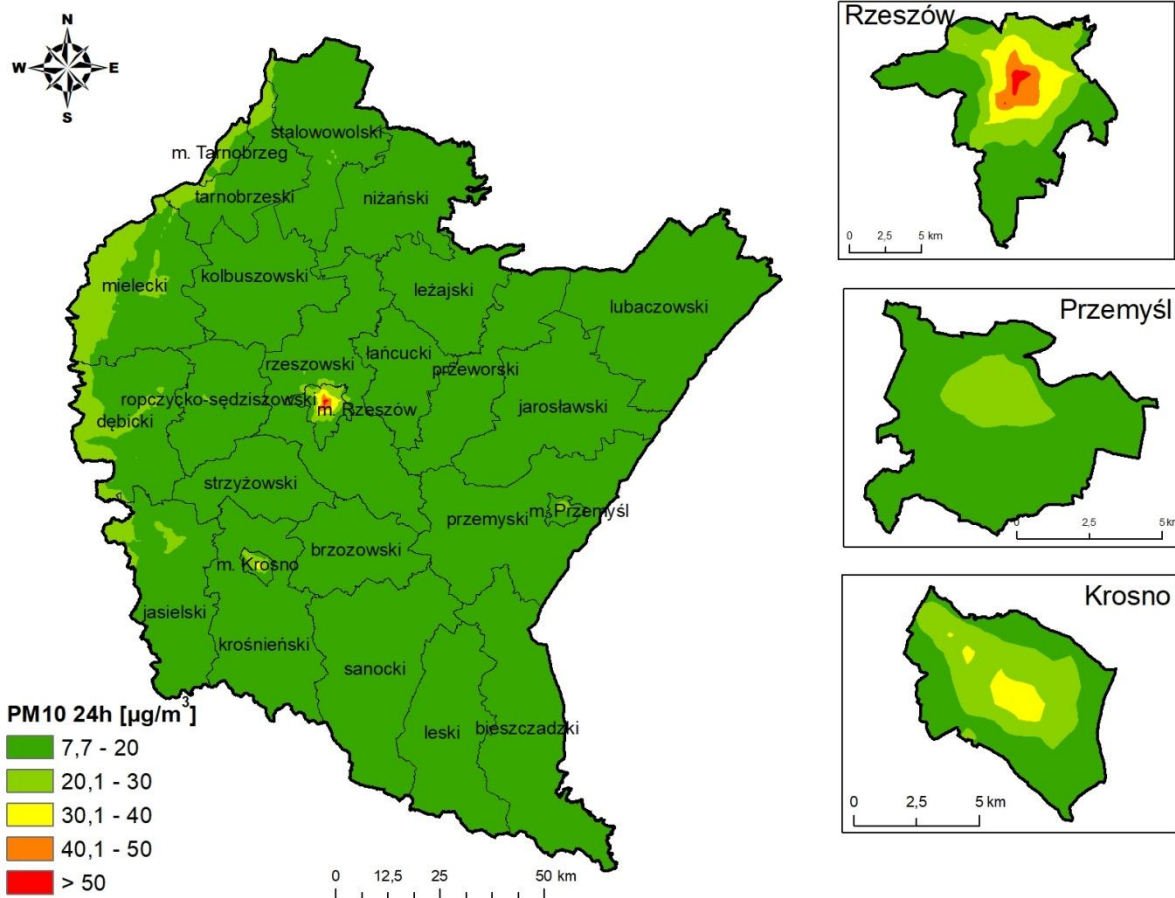 N
W E
S
stalowowolski
m. Tarnobrzeg
tarnobrzeski
niżański
mielecki
kolbuszowski
leżajski
lubaczowski
rzeszowski
łańcucki
przeworski
ropczycko-sędziszowski
m. Rzeszów
jarosławski
dębicki
strzyżowski
przemyski
m. Przemyśl
brzozowski
m. Krosno
jasielski
krośnieński
sanocki
leski
bieszczadzki
PM10 24h [µg/m³]
7,7 - 20
20,1 - 30
30,1 - 40
40,1 - 50
> 50
0 12,5 25 50 km
Rzeszów
0 2,5 5 km
Przemyśl
0 2,5 5 km
Krosno
0 2,5 5 km